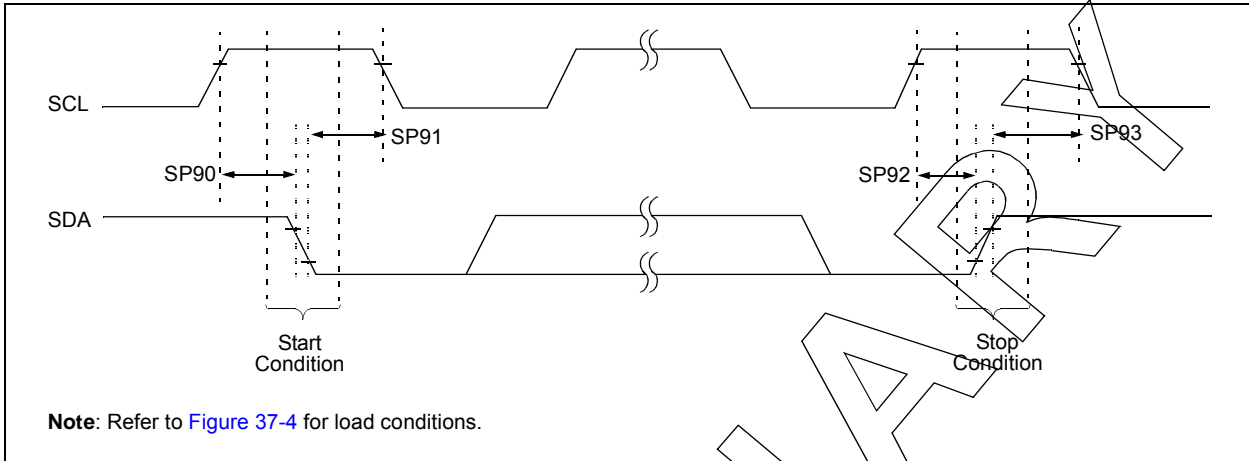 SCL
SP91
SP93
SP90
SP92
SDA
Start
Condition
Stop
Condition
Note: Refer to Figure 37-4 for load conditions.